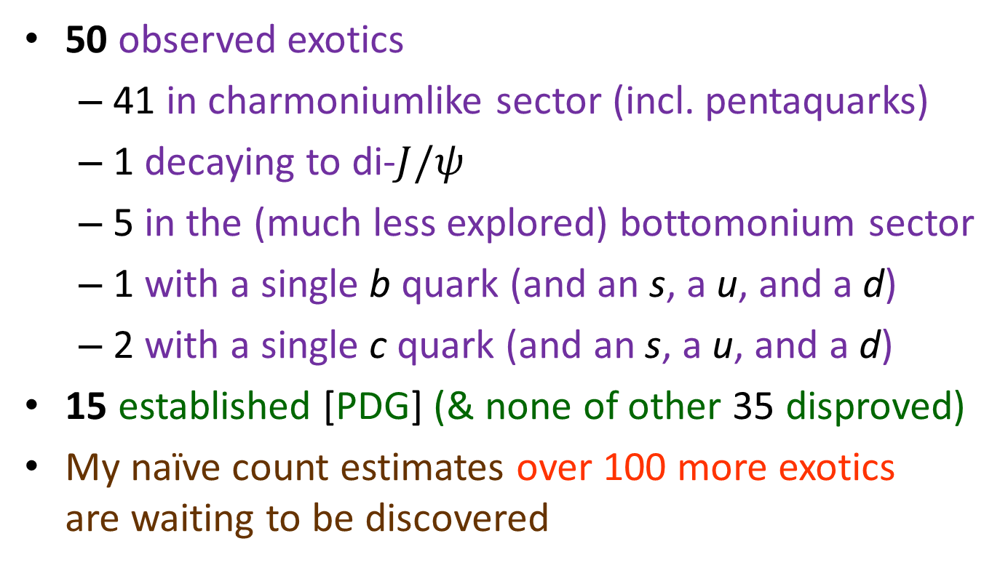 • 50 observed exotics
– 41 in charmoniumlike sector (incl. pentaquarks)
– 1 decaying to di-J/ψ
– 5 in the (much less explored) bottomonium sector
– 1 with a single b quark (and an s, a u, and a d)
– 2 with a single c quark (and an s, a u, and a d)
• 15 established [PDG] (& none of other 35 disproved)
• My naïve count estimates over 100 more exotics
are waiting to be discovered